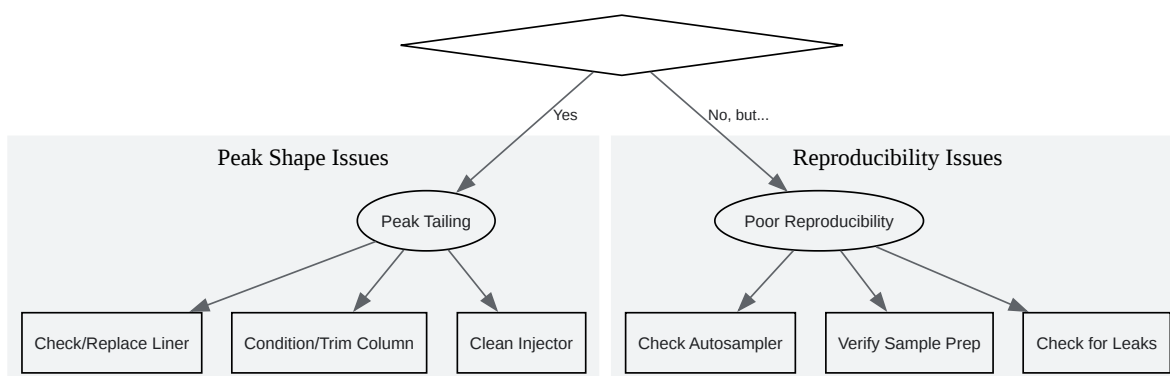 Yes
No, but...
Peak Shape Issues
Reproducibility Issues
Peak Tailing
Poor Reproducibility
Check/Replace Liner
Condition/Trim Column
Clean Injector
Check Autosampler
Verify Sample Prep
Check for Leaks